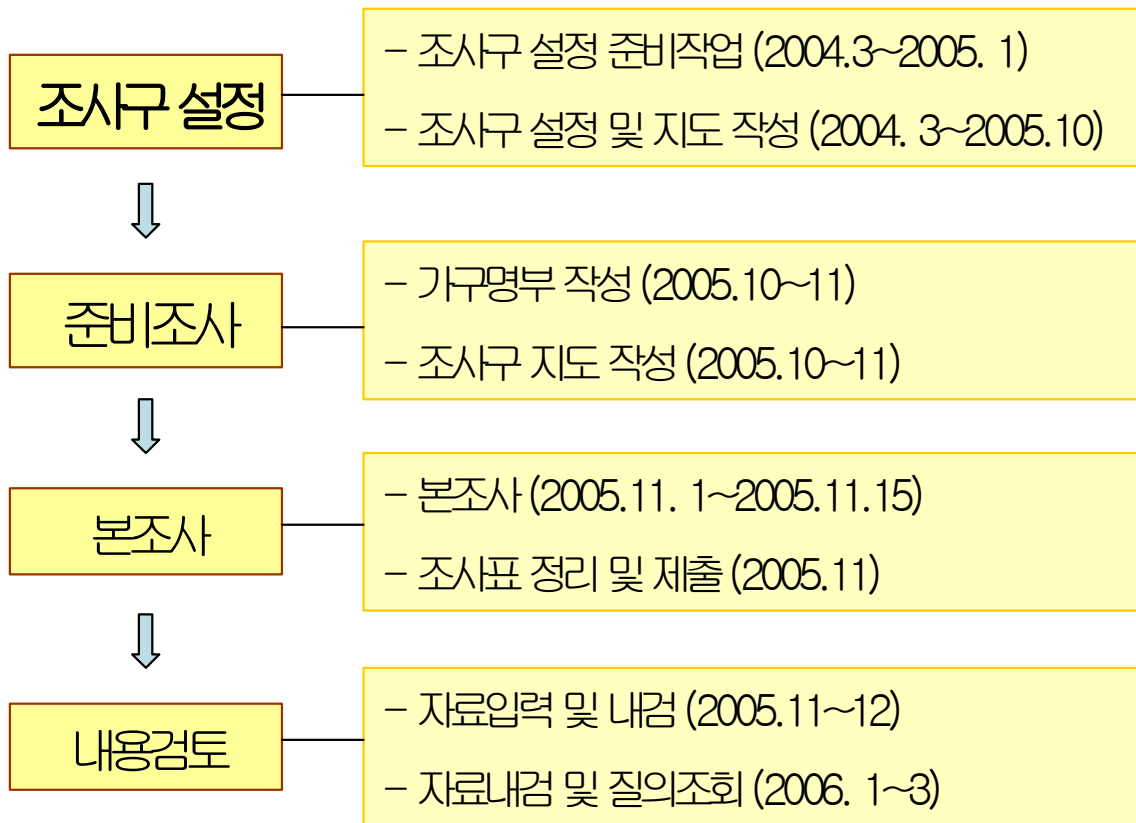 조사구 설정
- 조사구 설정 준비작업 (2004.3~2005. 1)
- 조사구 설정 및 지도 작성 (2004. 3~2005.10)
준비조사
- 가구명부 작성 (2005.10~11)
- 조사구 지도 작성 (2005.10~11)
본조사
- 본조사 (2005.11. 1~2005.11.15)
- 조사표 정리 및 제출 (2005.11)
내용검토
- 자료입력 및 내검 (2005.11~12)
- 자료내검 및 질의조회 (2006. 1~3)